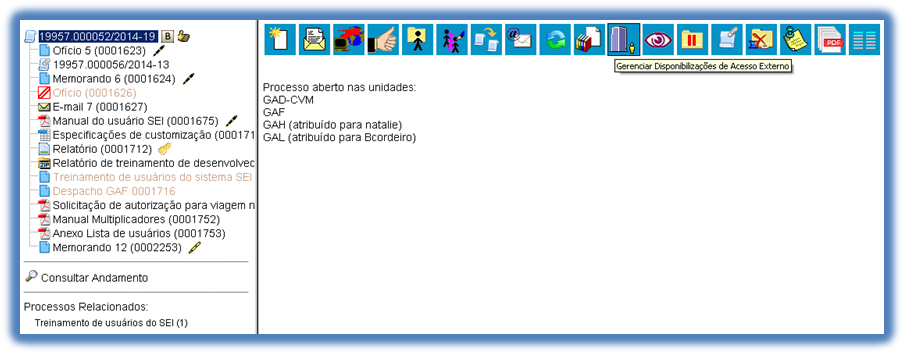 19957.000052/2014-19 B
Ofício 5 (0001623)
19957.000056/2014-13
Memorando 6 (0001624)
Ofício (0001626)
E-mail 7 (0001627)
Manual do usuário SEI (0001675)
Especificações de customização (000171
Relatório (0001712)
ZIP Relatório de treinamento de desenvolvec
Treinamento de usuários do sistema SEI
Despacho GAF 0001716
Solicitação de autorização para viagem n
Manual Multiplicadores (0001752)
Anexo Lista de usuários (0001753)
Memorando 12 (0002253)
Consultar Andamento
Processos Relacionados:
Treinamento de usuários do SEI (1)
PDF
Gerenciar Disponibilizações de Acesso Externo
Processo aberto nas unidades:
GAD-CVM
GAF
GAH (atribuído para natalie)
GAL (atribuído para Bcordeiro)